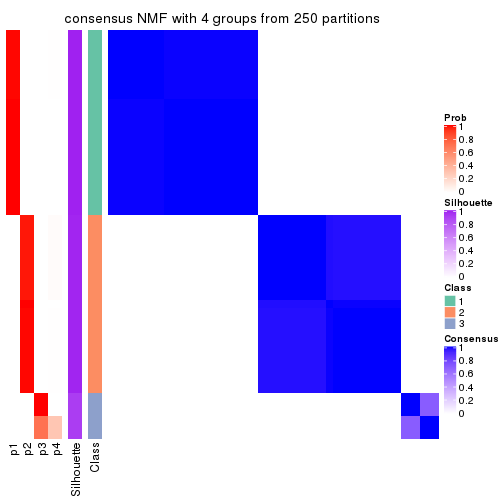 consensus NMF with 4 groups from 250 partitions
Prob
1
0.8
0.6
0.4
0.2
0
Silhouette
1
0.8
0.6
0.4
0.2
0
Class
1
2
3
Consensus
1
0.8
0.6
0.4
0.2
0
p1
p2
p3
p4
Silhouette
Class